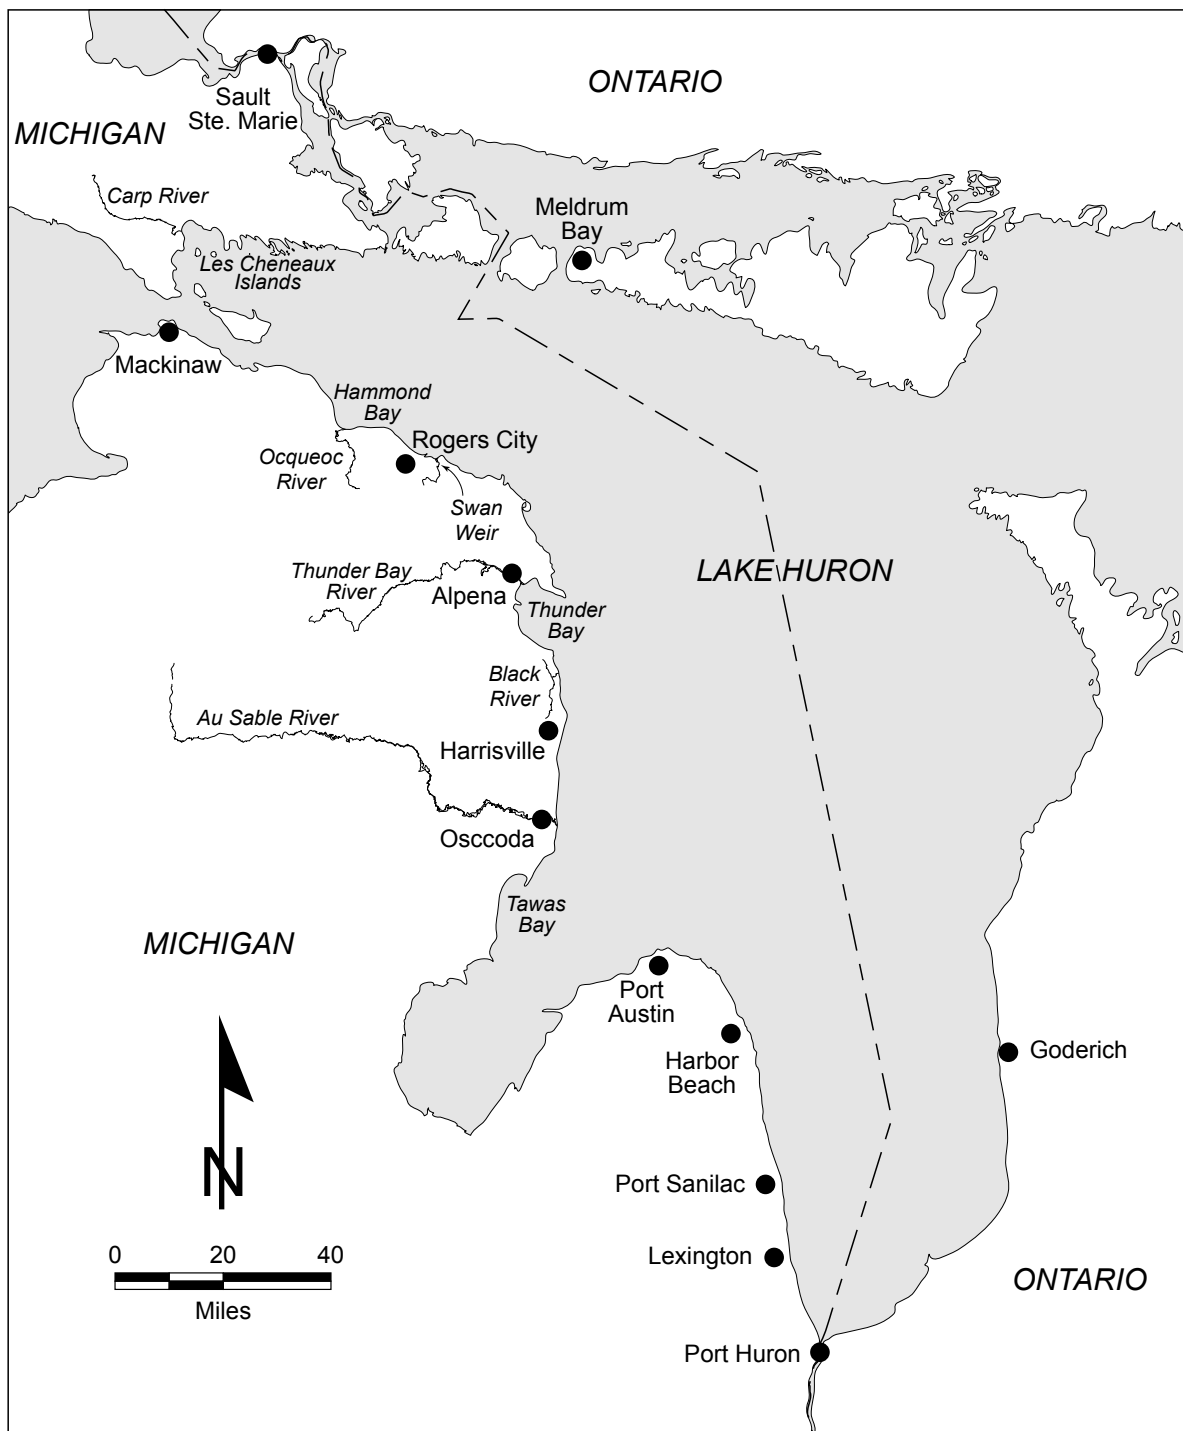 ONTARIO
Sault
Ste. Marie
MICHIGAN
Carp River
Meldrum
Bay
Les Cheneaux
Islands
Mackinaw
Hammond
Bay
Rogers City
Ocqueoc
River
Swan
Weir
LAKE HURON
Thunder Bay
River
Alpena
Thunder
Bay
Black
River
Au Sable River
Harrisville
Osccoda
Tawas
Bay
MICHIGAN
Port
Austin
Harbor
Beach
Goderich
N
Port Sanilac
0 20 40
Miles
Lexington
ONTARIO
Port Huron